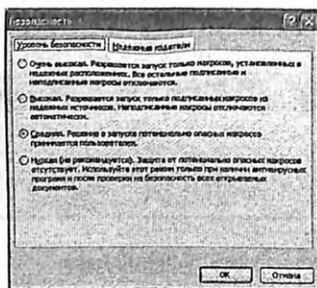 Безопасность
Уровень безопасности
Надежные издатели
Очень высокая. Разрешается запуск только макросов, установленных в
надежных расположениях. Все остальные подписанные и
неподписанные макросы отключаются.
Высокая. Разрешается запуск только подписанных макросов из
надежных источников. Неподписанные макросы отключаются
автоматически.
Средняя. Решение о запуске потенциально опасных макросов
принимается пользователем.
Низкая (не рекомендуется). Защита от потенциально опасных макросов
отсутствует. Используйте этот режим только при наличии антивирусных
программ и после проверки на безопасность всех открываемых
документов.
ОК
Отмена